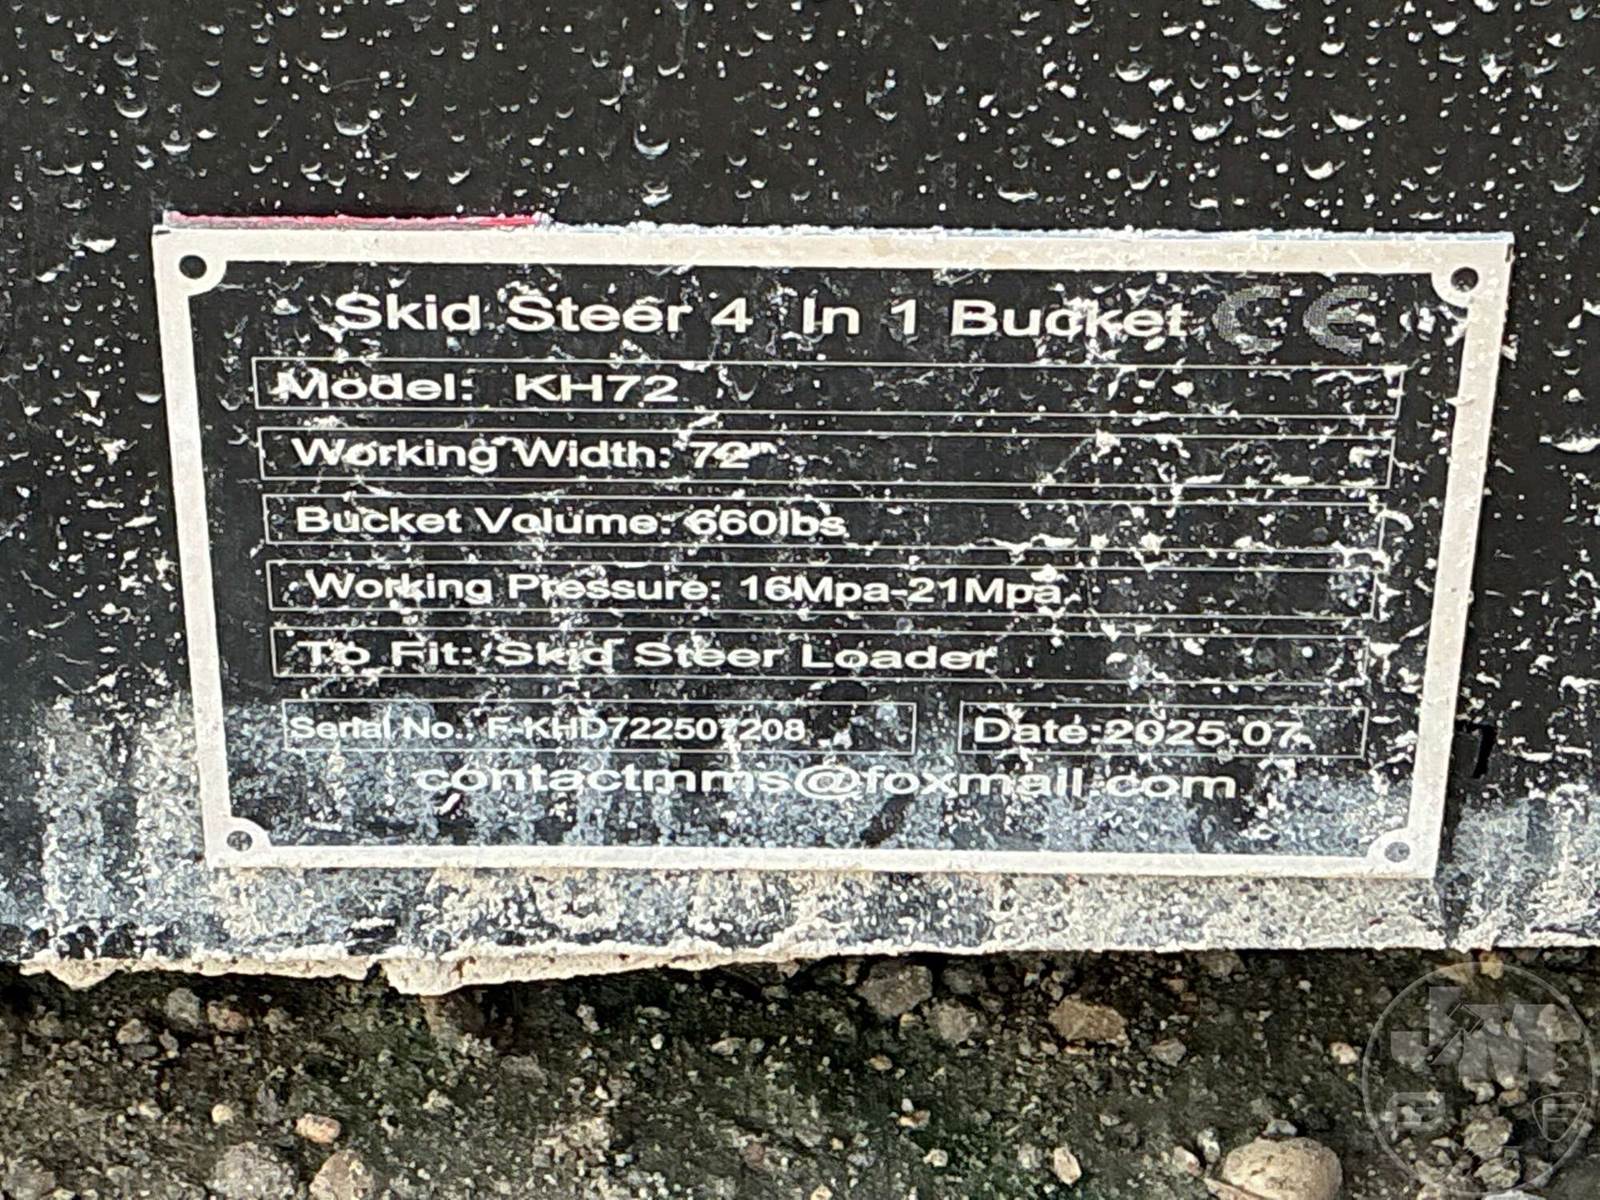 Skid Steer 4 In 1 Bucket CE
Model: KH72
Working Width: 72"
Bucket Volume: 660lbs
Working Pressure: 16Mpa-21Mpa
To Fit: Skid Steer Loader
Serial No.: F-KHD722507208 Date:2025.07
contactmms@foxmail.com
JM